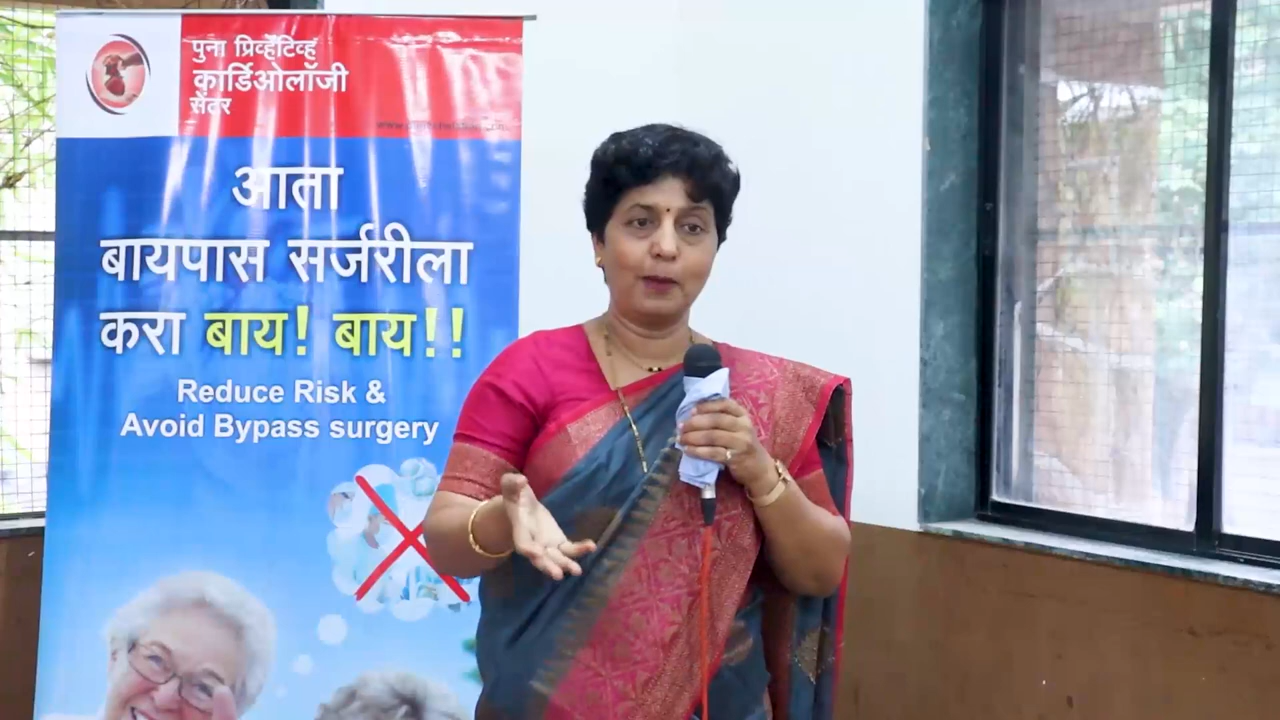 पुना प्रिव्हेंटिव्ह
कार्डिओलॉजी
सेंटर
आता
बायपास सर्जरीला
करा बाय! बाय!!
Reduce Risk &
Avoid Bypass surgery